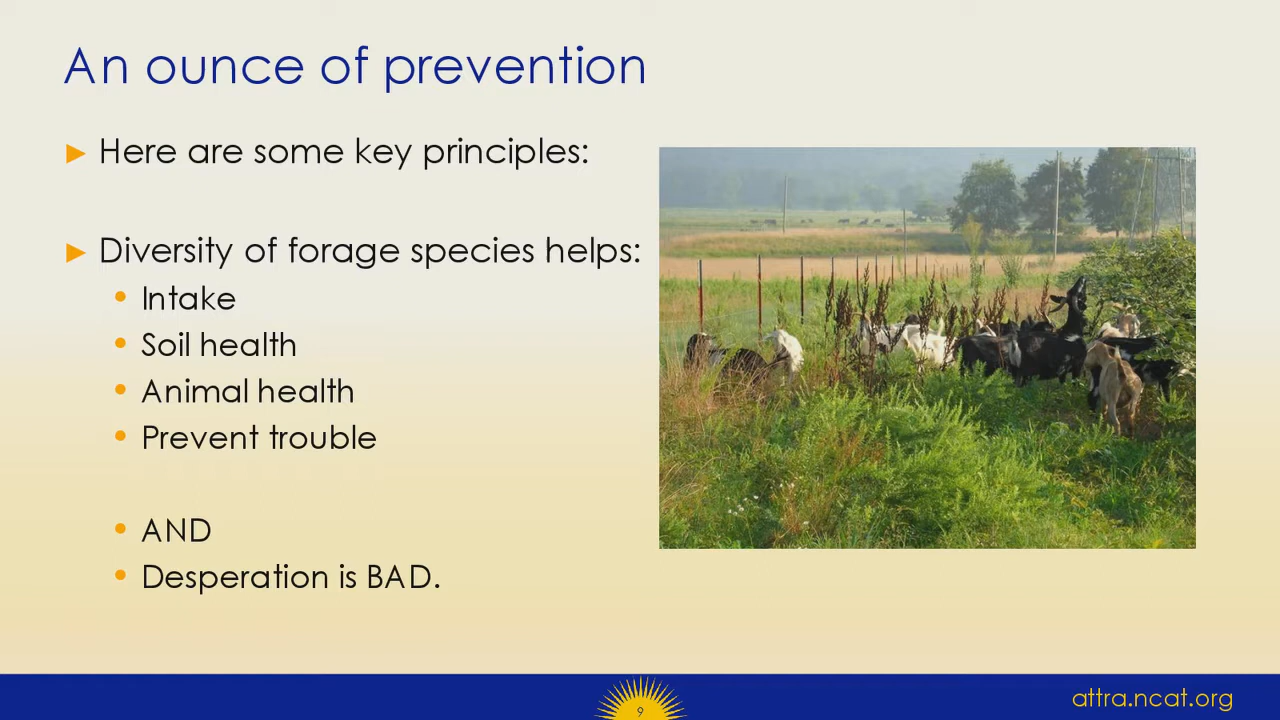 An ounce of prevention
Here are some key principles:
Diversity of forage species helps:
Intake
Soil health
Animal health
Prevent trouble
AND
Desperation is BAD.
9
attra.ncat.org